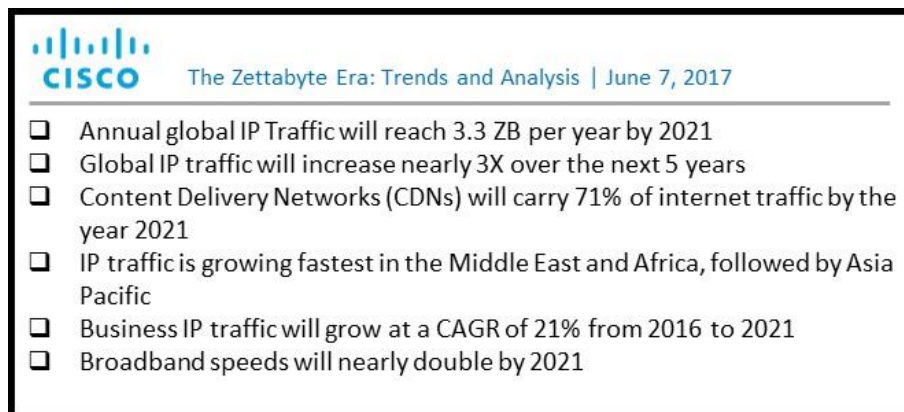 CISCO
The Zettabyte Era: Trends and Analysis | June 7, 2017
Annual global IP Traffic will reach 3.3 ZB per year by 2021
Global IP traffic will increase nearly 3X over the next 5 years
Content Delivery Networks (CDNs) will carry 71% of internet traffic by the
year 2021
IP traffic is growing fastest in the Middle East and Africa, followed by Asia
Pacific
Business IP traffic will grow at a CAGR of 21% from 2016 to 2021
Broadband speeds will nearly double by 2021